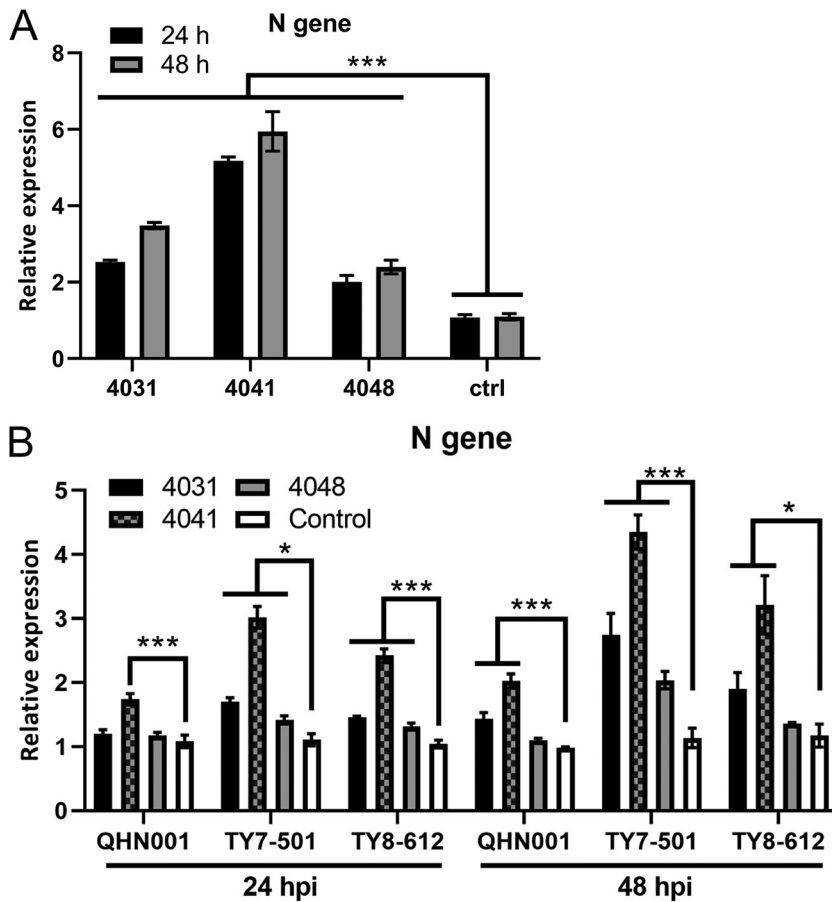 A
N gene
24 h
48 h
***
8
6
4
2
0
Relative expression
4031 4041 4048 ctrl
B
N gene
4031 4048
4041 Control
5
4
3
2
1
0
Relative expression
***
*
***
***
***
*
QHN001 TY7-501 TY8-612 QHN001 TY7-501 TY8-612
24 hpi 48 hpi